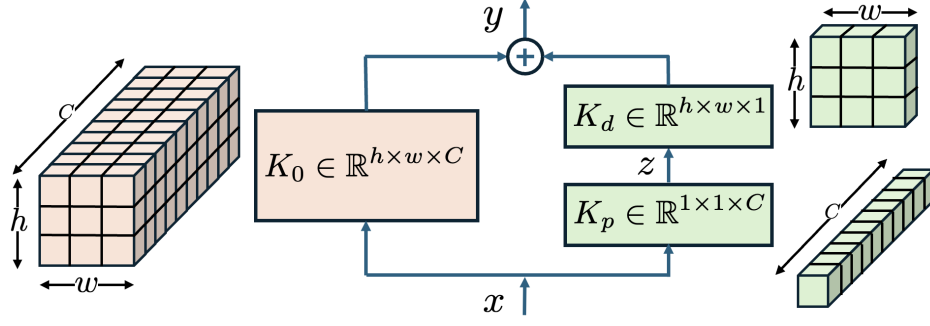 y
w
+
C
h
K_d ∈ ℝ^{h×w×1}
K_0 ∈ ℝ^{h×w×C}
z
h
K_p ∈ ℝ^{1×1×C}
C
w
x